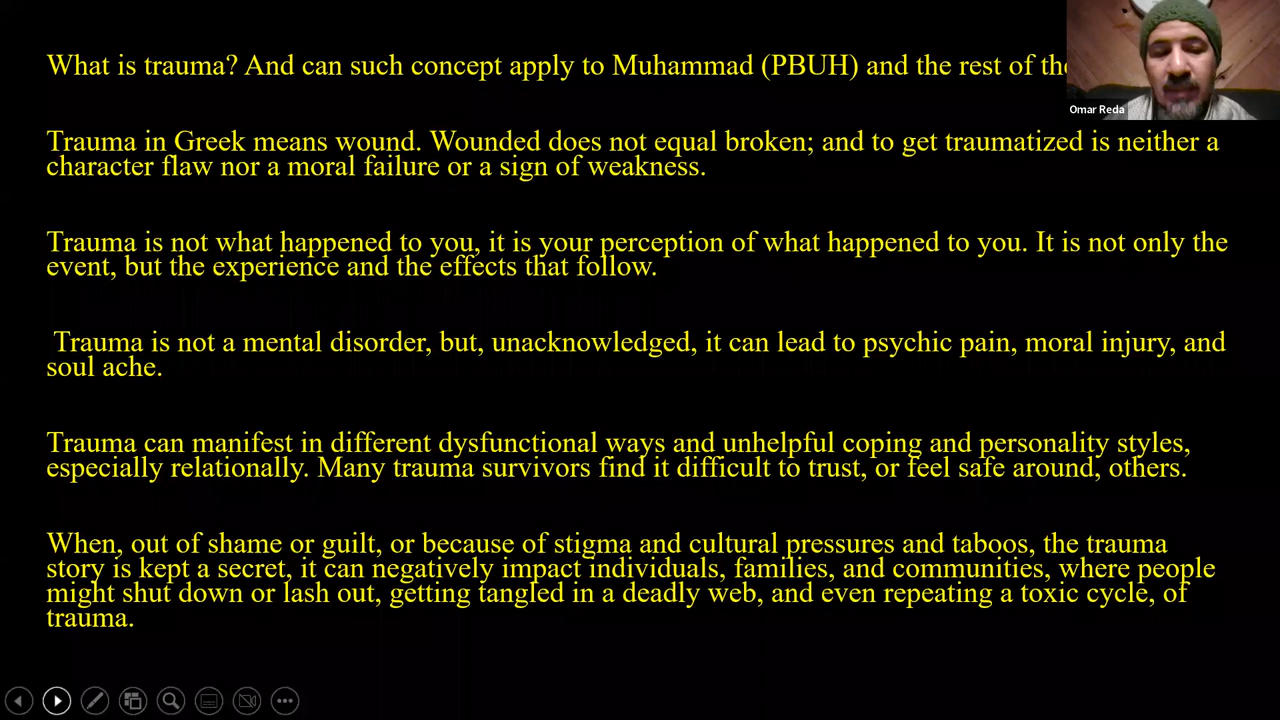 What is trauma? And can such concept apply to Muhammad (PBUH) and the rest of
Omar Reda
Trauma in Greek means wound. Wounded does not equal broken; and to get traumatized is neither a
character flaw nor a moral failure or a sign of weakness.
Trauma is not what happened to you, it is your perception of what happened to you. It is not only the
event, but the experience and the effects that follow.
Trauma is not a mental disorder, but, unacknowledged, it can lead to psychic pain, moral injury, and
soul ache.
Trauma can manifest in different dysfunctional ways and unhelpful coping and personality styles,
especially relationally. Many trauma survivors find it difficult to trust, or feel safe around, others.
When, out of shame or guilt, or because of stigma and cultural pressures and taboos, the trauma
story is kept a secret, it can negatively impact individuals, families, and communities, where people
might shut down or lash out, getting tangled in a deadly web, and even repeating a toxic cycle, of
trauma.